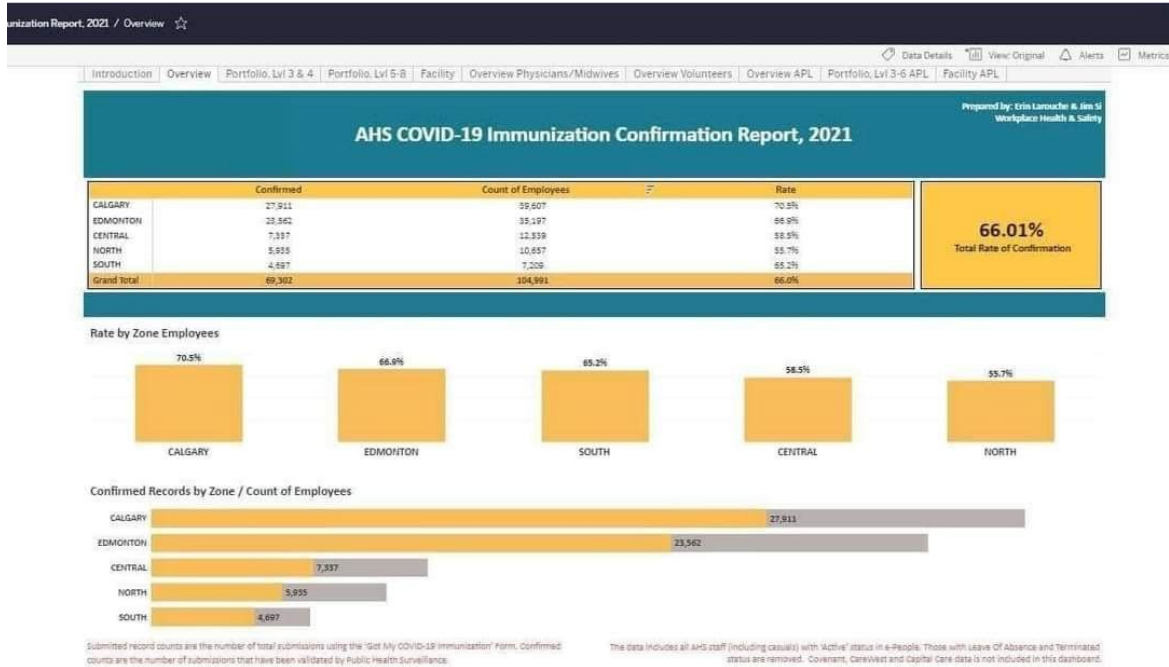 unization Report, 2021 / Overview
Data Details View: Original Alerts Metrics
Introduction Overview Portfolio, Lvl 3 & 4 Portfolio, Lvl 5-8 Facility Overview Physicians/Midwives Overview Volunteers Overview APL Portfolio, Lvl 3-6 APL Facility APL
Prepared by: Erin Larouche & Jim Si
Workplace Health & Safety
AHS COVID-19 Immunization Confirmation Report, 2021
Confirmed Count of Employees Rate
CALGARY 27,911 39,607 70.5%
EDMONTON 23,562 35,197 66.9%
CENTRAL 7,337 12,539 58.5%
NORTH 5,935 10,657 55.7%
SOUTH 4,697 7,209 65.2%
Grand Total 69,302 104,991 66.0%
66.01%
Total Rate of Confirmation
Rate by Zone Employees
70.5% 66.9% 65.2% 58.5% 55.7%
CALGARY EDMONTON SOUTH CENTRAL NORTH
Confirmed Records by Zone / Count of Employees
CALGARY 27,911
EDMONTON 23,562
CENTRAL 7,337
NORTH 5,935
SOUTH 4,697
Submitted record counts are the number of total submissions using the 'Got My COVID-19 Immunization' Form. Confirmed
counts are the number of submissions that have been validated by Public Health Surveillance.
The data includes all AHS staff (including casuals) with 'Active' status in e-People. Those with Leave Of Absence and Terminated
status are removed. Covenant, CareWest and Capital Care data is not included in this dashboard.